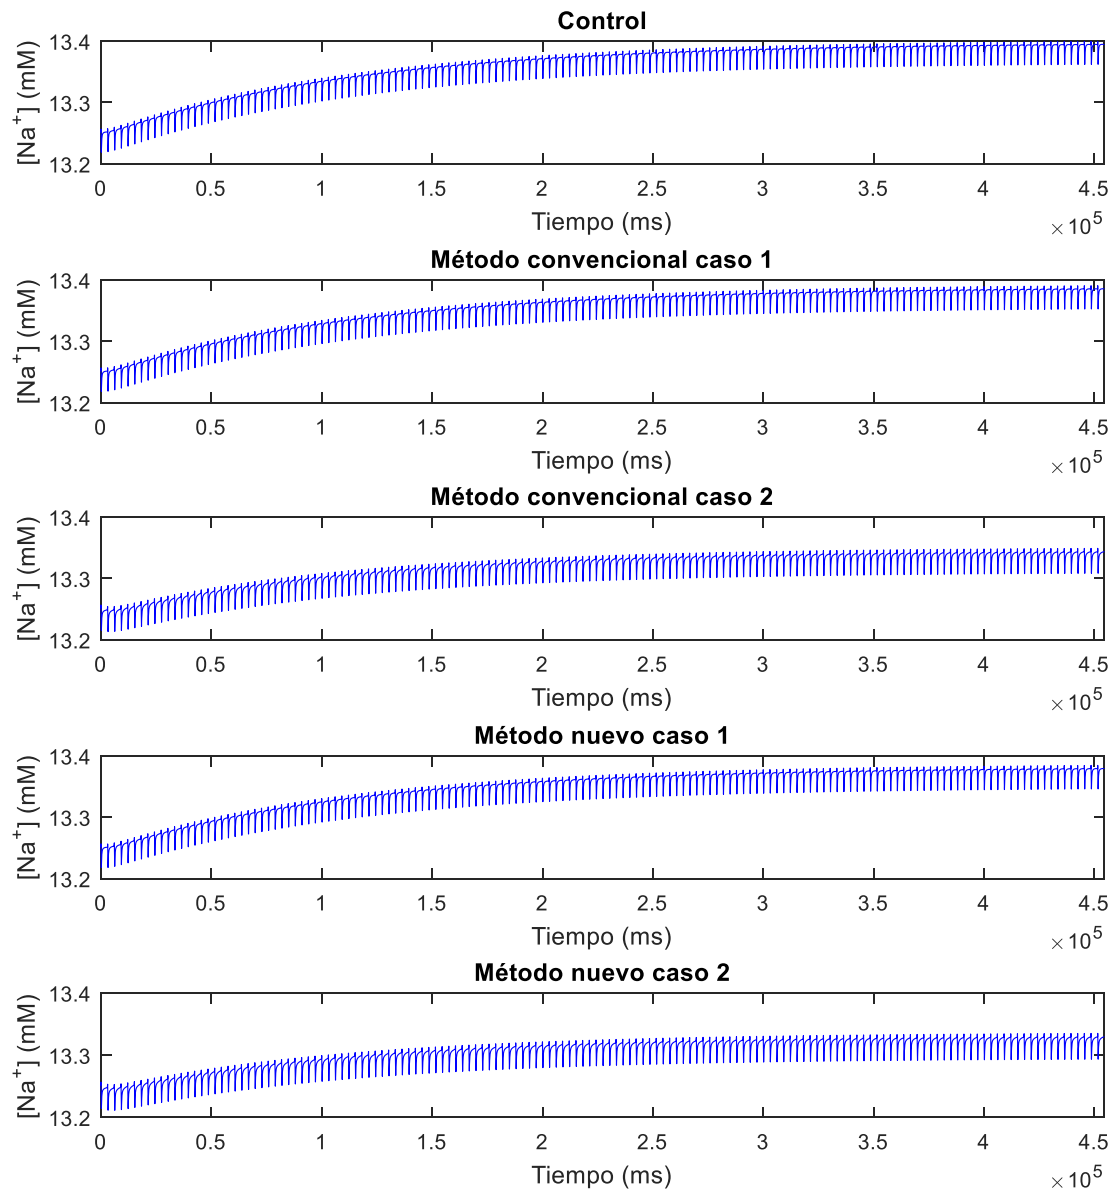 Control
[Na+] (mM)
13.4
13.3
13.2
0 0.5 1 1.5 2 2.5 3 3.5 4 4.5
Tiempo (ms)
×10^5
Método convencional caso 1
[Na+] (mM)
13.4
13.3
13.2
0 0.5 1 1.5 2 2.5 3 3.5 4 4.5
Tiempo (ms)
×10^5
Método convencional caso 2
[Na+] (mM)
13.4
13.3
13.2
0 0.5 1 1.5 2 2.5 3 3.5 4 4.5
Tiempo (ms)
×10^5
Método nuevo caso 1
[Na+] (mM)
13.4
13.3
13.2
0 0.5 1 1.5 2 2.5 3 3.5 4 4.5
Tiempo (ms)
×10^5
Método nuevo caso 2
[Na+] (mM)
13.4
13.3
13.2
0 0.5 1 1.5 2 2.5 3 3.5 4 4.5
Tiempo (ms)
×10^5